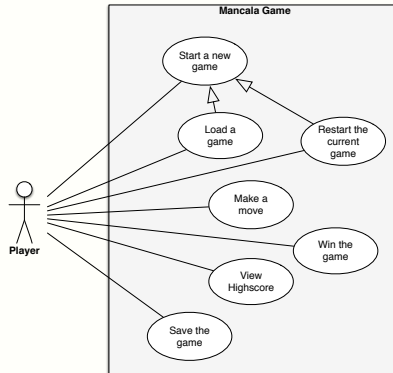 Mancala Game
Start a new
game
Load a
game
Restart the
current
game
Make a
move
Player
Win the
game
View
Highscore
Save the
game